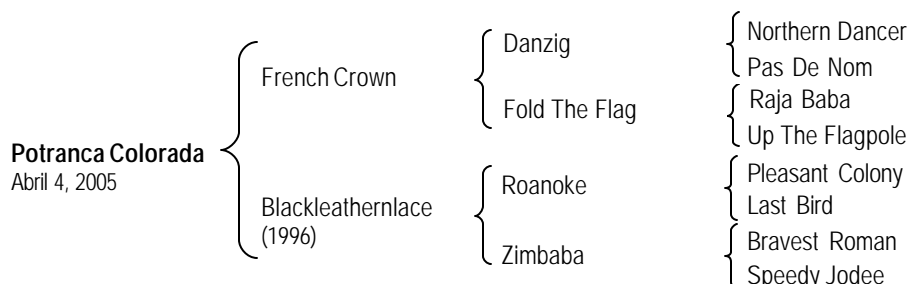 Northern Dancer
Danzig
Pas De Nom
French Crown
Raja Baba
Fold The Flag
Up The Flagpole
Potranca Colorada
Abril 4, 2005
Pleasant Colony
Roanoke
Last Bird
Blackleathernlace
(1996)
Bravest Roman
Zimbaba
Speedy Jodee